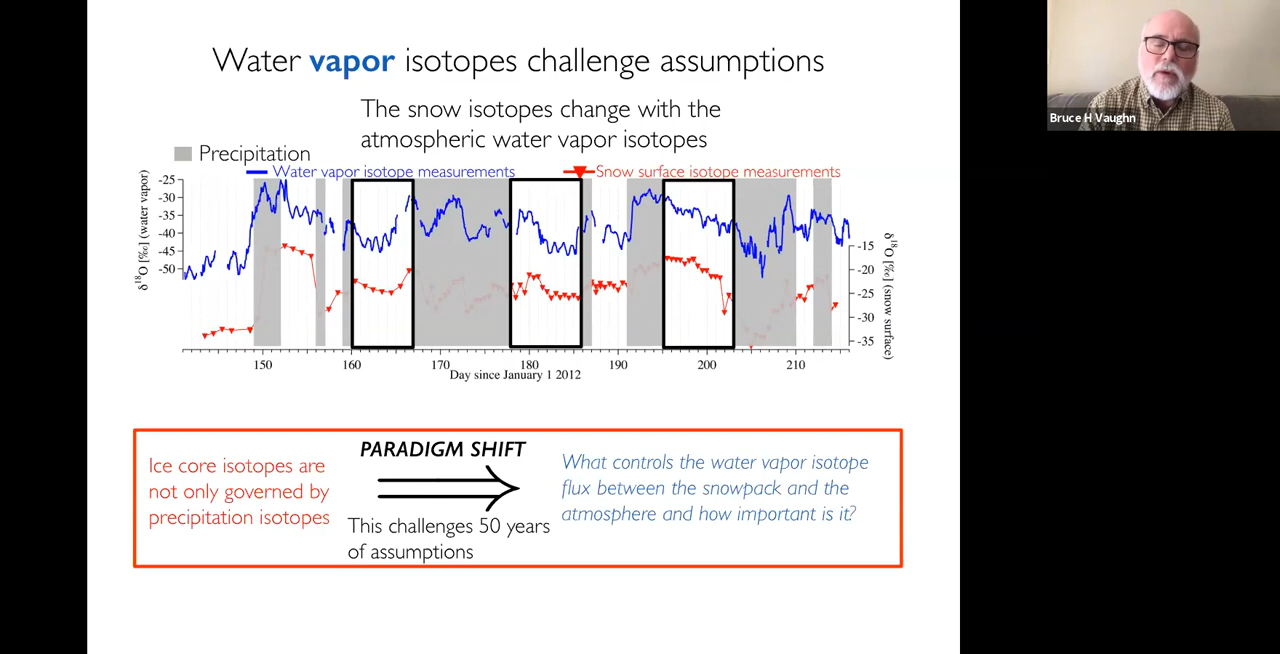 Water vapor isotopes challenge assumptions
The snow isotopes change with the
atmospheric water vapor isotopes
Precipitation
Water vapor isotope measurements
Snow surface isotope measurements
δ¹⁸O [‰] (water vapor)
-25
-30
-35
-40
-45
-50
δ¹⁸O [‰] (snow surface)
-15
-20
-25
-30
-35
150 160 170 180 190 200 210
Day since January 1 2012
Ice core isotopes are
not only governed by
precipitation isotopes
PARADIGM SHIFT
This challenges 50 years
of assumptions
What controls the water vapor isotope
flux between the snowpack and the
atmosphere and how important is it?
Bruce H Vaughn